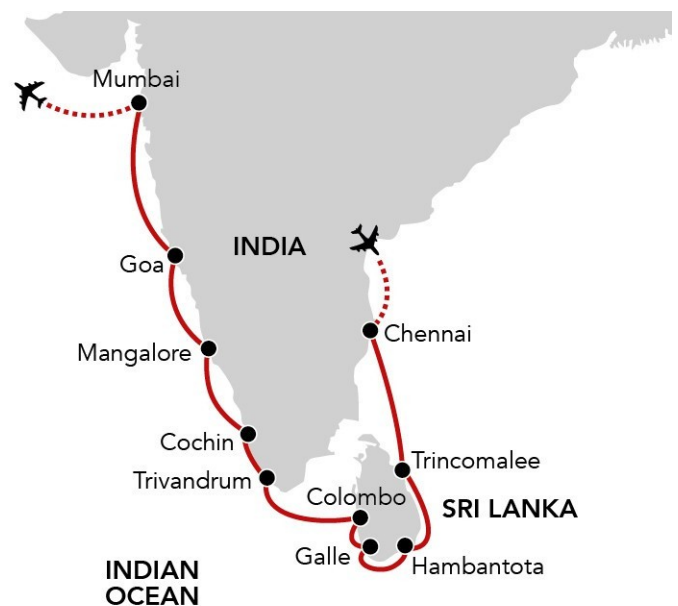 Mumbai
INDIA
Goa
Chennai
Mangalore
Cochin
Trincomalee
Trivandrum
Colombo
SRI LANKA
Galle
Hambantota
INDIAN
OCEAN